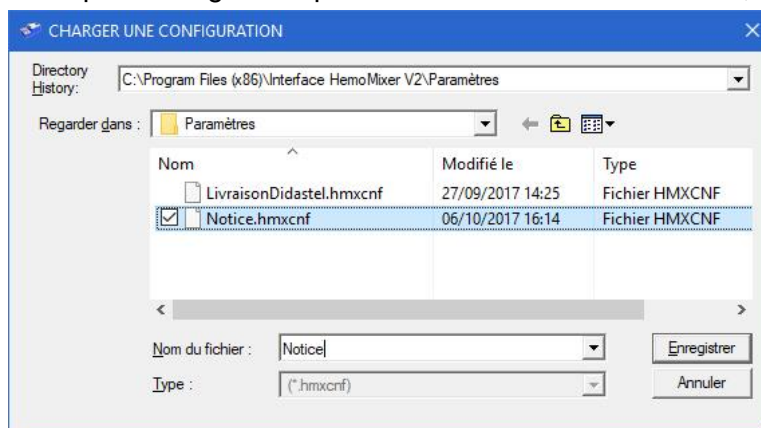 CHARGER UNE CONFIGURATION
Directory History: C:\Program Files (x86)\Interface HemoMixer V2\Paramètres
Regarder dans : Paramètres
Nom Modifié le Type
LivraisonDidastel.hmxcnf 27/09/2017 14:25 Fichier HMXCNF
Notice.hmxcnf 06/10/2017 16:14 Fichier HMXCNF
Nom du fichier : Notice Enregistrer
Type : (*.hmxcnf) Annuler